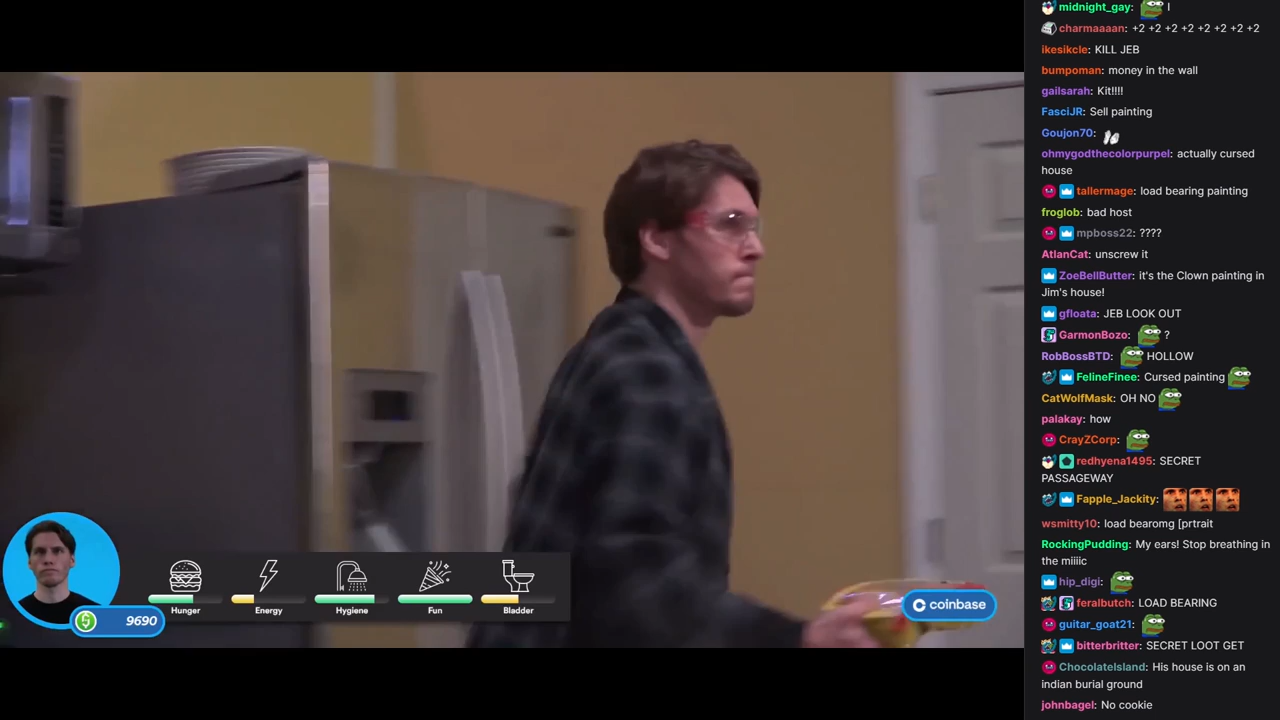 midnight_gay: I
charmaaaan: +2 +2 +2 +2 +2 +2 +2 +2
ikesikcle: KILL JEB
bumpoman: money in the wall
gailsarah: Kit!!!!
FasciJR: Sell painting
Goujon70:
ohmygodthecolorpurpel: actually cursed
house
tallermage: load bearing painting
froglob: bad host
mpboss22: ????
AtlanCat: unscrew it
ZoeBellButter: it's the Clown painting in
Jim's house!
gfloata: JEB LOOK OUT
GarmonBozo: ?
RobBossBTD: HOLLOW
FelineFinee: Cursed painting
CatWolfMask: OH NO
palakay: how
CrayZCorp:
redhyena1495: SECRET
PASSAGEWAY
Fapple_Jackity:
wsmitty10: load bearomg [prtrait
RockingPudding: My ears! Stop breathing in
the miiiic
hip_digi:
feralbutch: LOAD BEARING
guitar_goat21:
bitterbritter: SECRET LOOT GET
ChocolateIsland: His house is on an
indian burial ground
johnbagel: No cookie
Hunger
Energy
Hygiene
Fun
Bladder
9690
coinbase